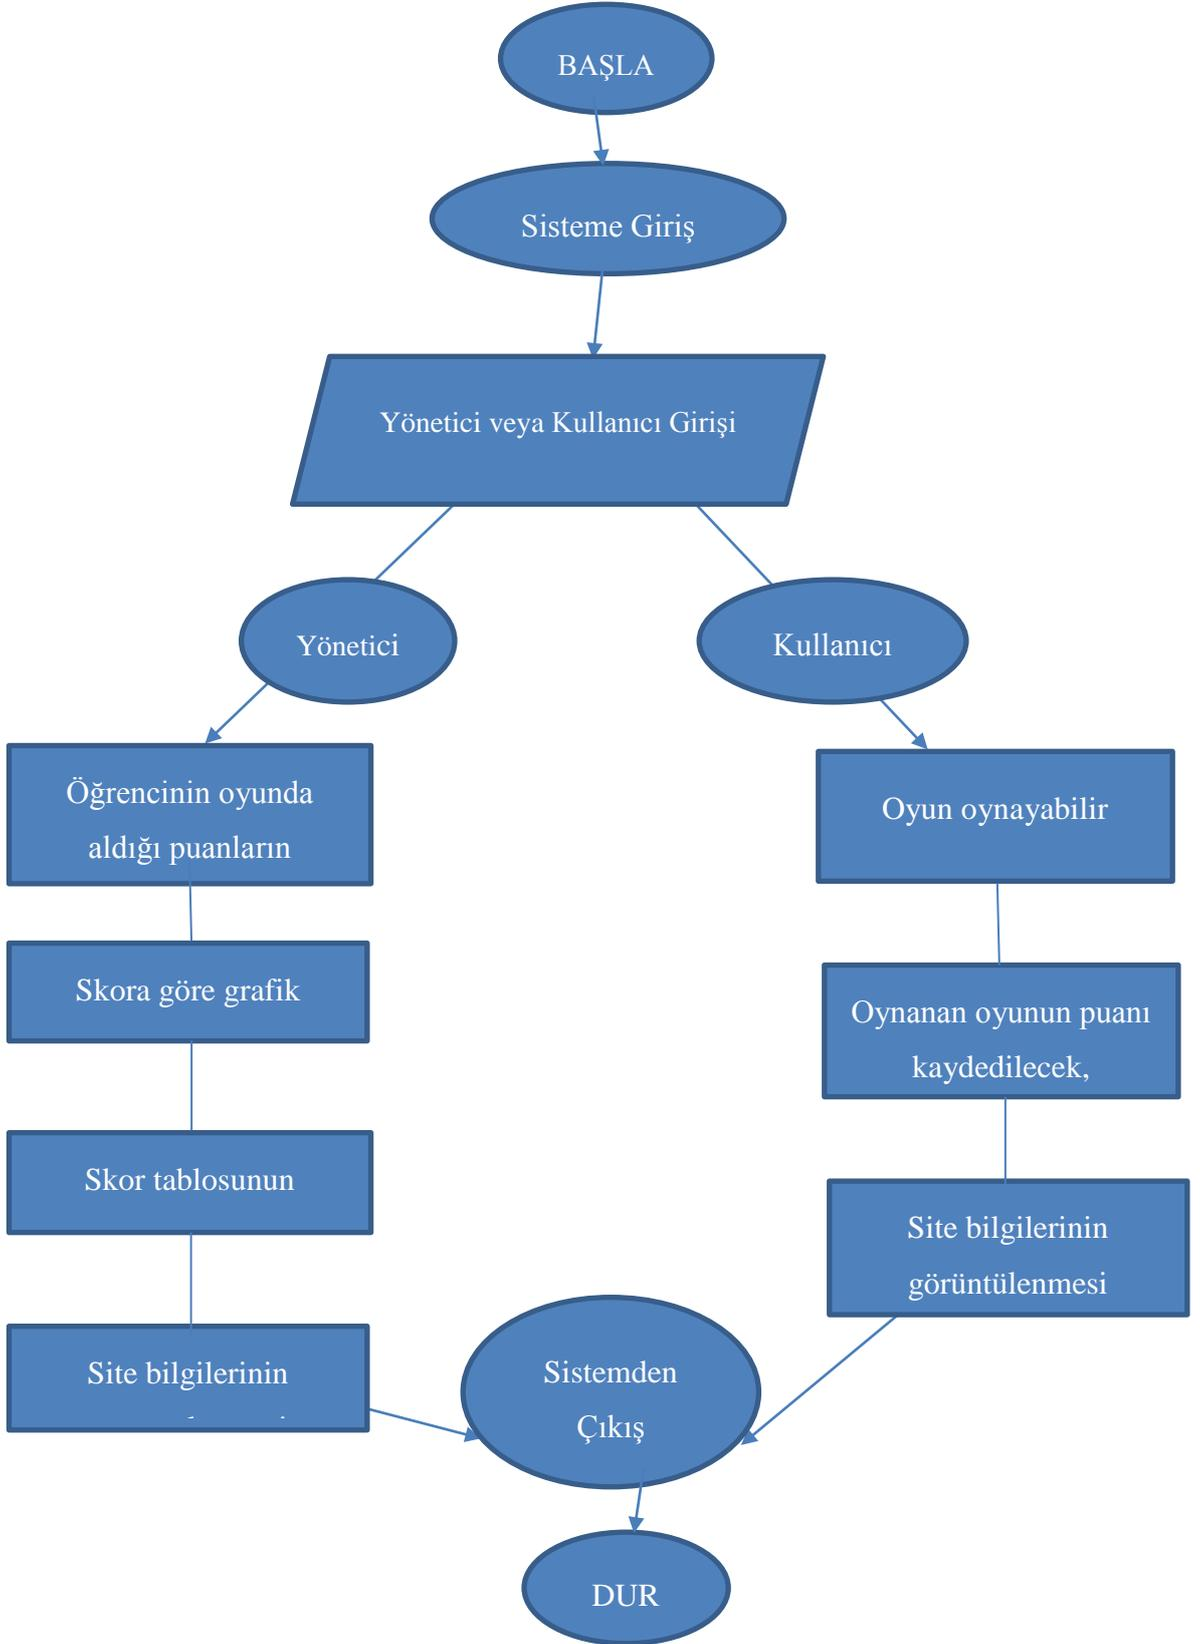 BAŞLA
Sisteme Giriş
Yönetici veya Kullanıcı Girişi
Yönetici
Kullanıcı
Öğrencinin oyunda
aldığı puanların
Skora göre grafik
Skor tablosunun
Site bilgilerinin
Oyun oynayabilir
Oynanan oyunun puanı
kaydedilecek,
Site bilgilerinin
görüntülenmesi
Sistemden
Çıkış
DUR